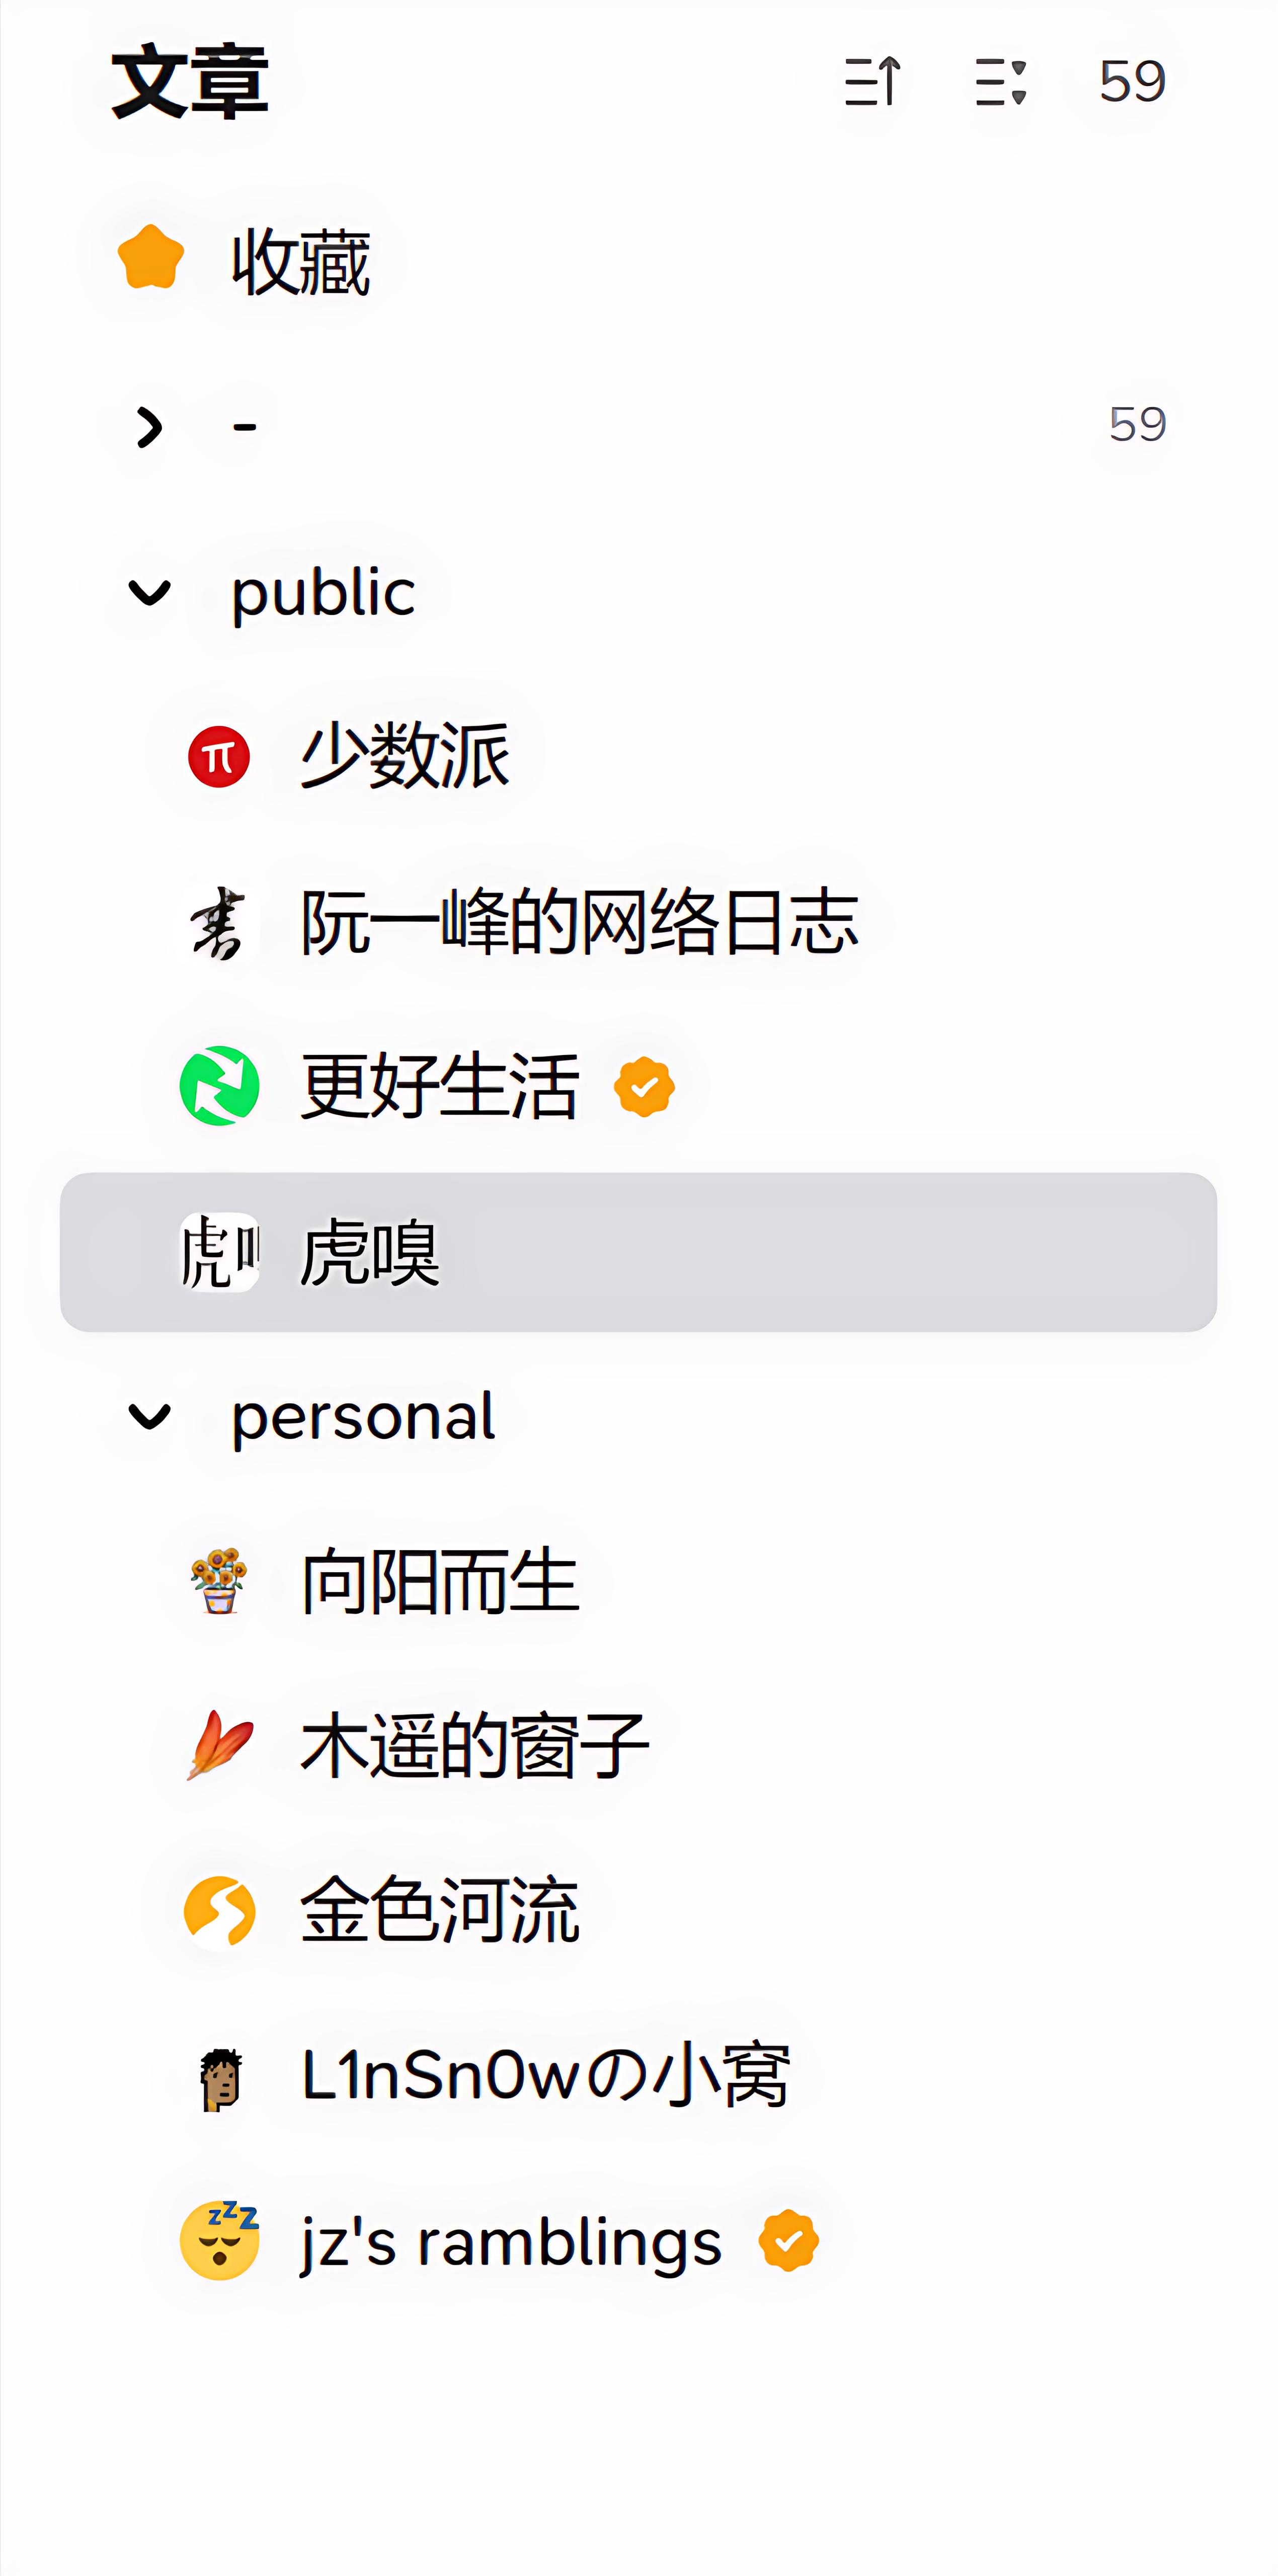 文章 59
收藏
- 59
public
少数派
阮一峰的网络日志
更好生活
虎嗅
personal
向阳而生
木遥的窗子
金色河流
L1nSn0wの小窝
jz's ramblings